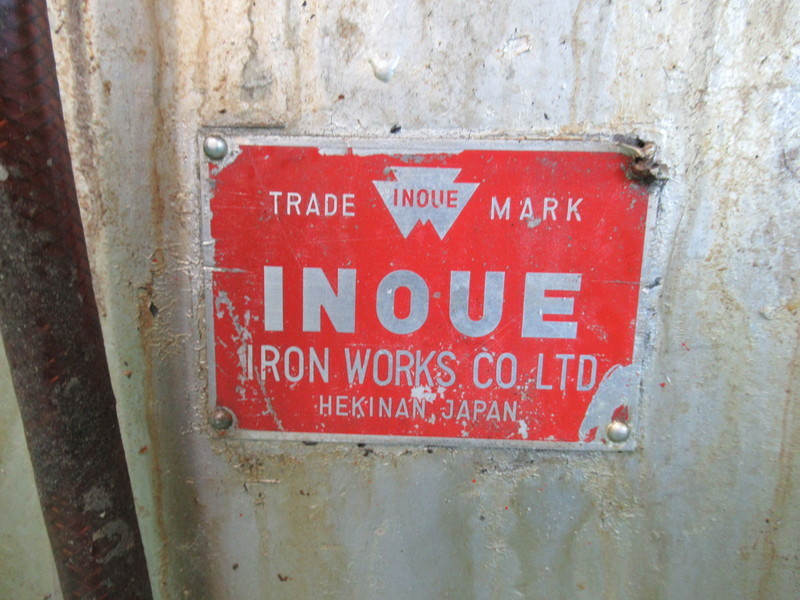 TRADE INOUE MARK
INOUE
IRON WORKS CO. LTD
HEKINAN, JAPAN